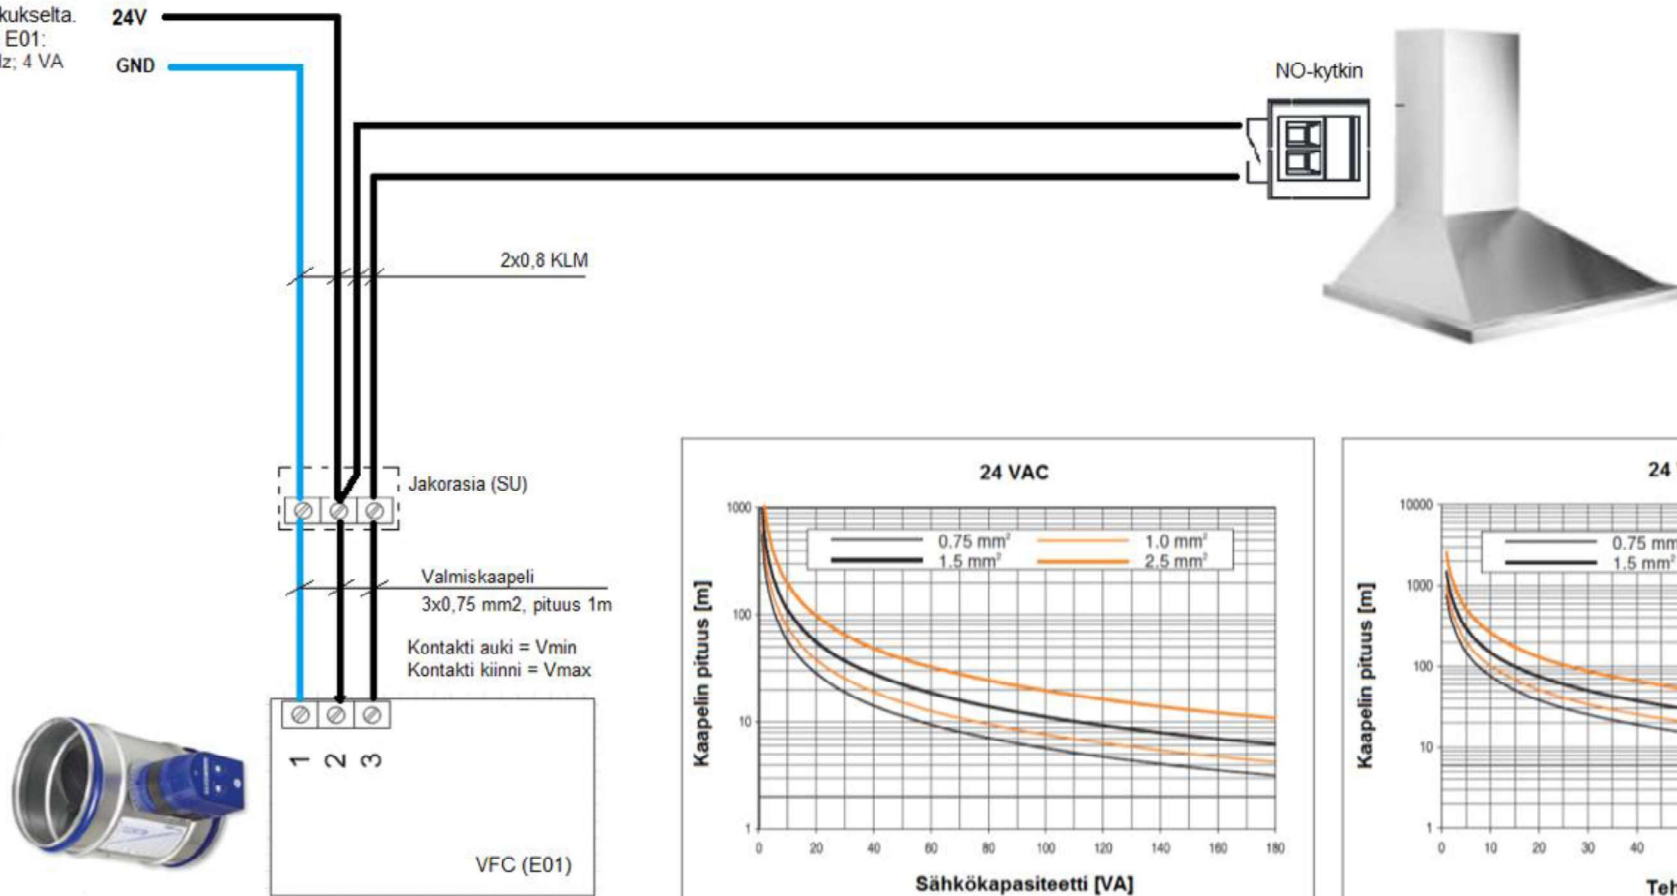 kukselta.
E01:
lz; 4 VA
24V
GND
NO-kytkin
2x0,8 KLM
Jakorasia (SU)
Valmiskaapeli
3x0,75 mm2, pituus 1m
Kontakti auki = Vmin
Kontakti kiinni = Vmax
1 2 3
VFC (E01)
24 VAC
Kaapelin pituus [m]
1000
100
10
1
0.75 mm² 1.0 mm²
1.5 mm² 2.5 mm²
0 20 40 60 80 100 120 140 160 180
Sähkökapasiteetti [VA]
24
Kaapelin pituus [m]
10000
1000
100
10
1
0.75 mm
1.5 mm²
0 10 20 30 40
Teh